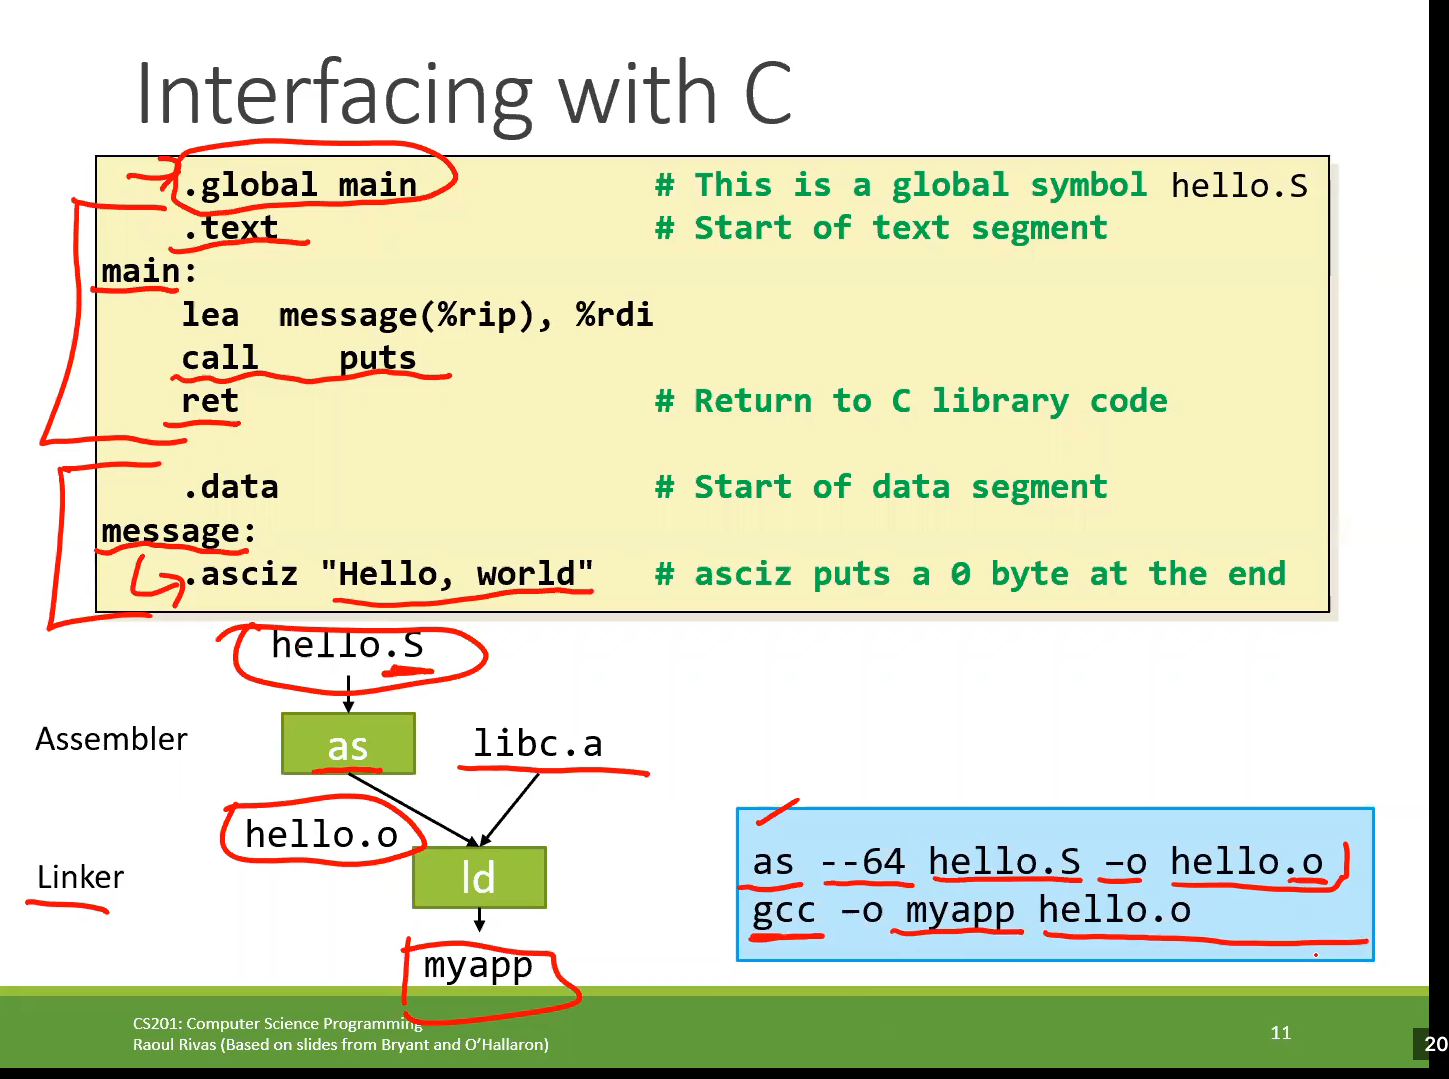 Interfacing with C
.global main # This is a global symbol hello.S
.text # Start of text segment
main:
lea message(%rip), %rdi
call puts
ret # Return to C library code
.data # Start of data segment
message:
.asciz "Hello, world" # asciz puts a 0 byte at the end
hello.S
Assembler
as
libc.a
hello.o
Linker
ld
myapp
as --64 hello.S –o hello.o
gcc –o myapp hello.o
CS201: Computer Science Programming
Raoul Rivas (Based on slides from Bryant and O'Hallaron)
11
20